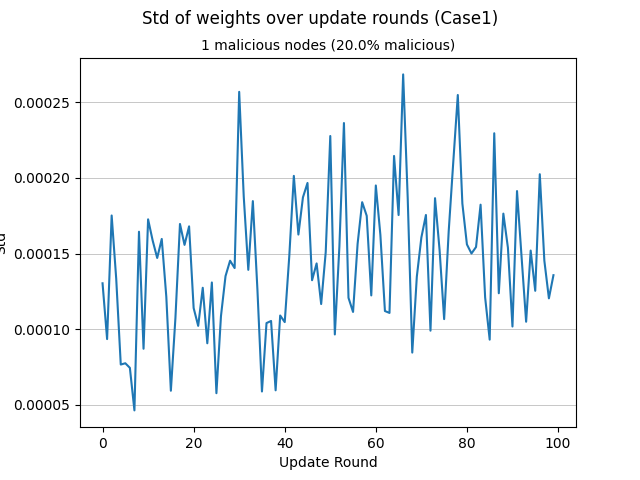 Std of weights over update rounds (Case1)
1 malicious nodes (20.0% malicious)
0.00025
0.00020
0.00015
0.00010
0.00005
Std
0 20 40 60 80 100
Update Round